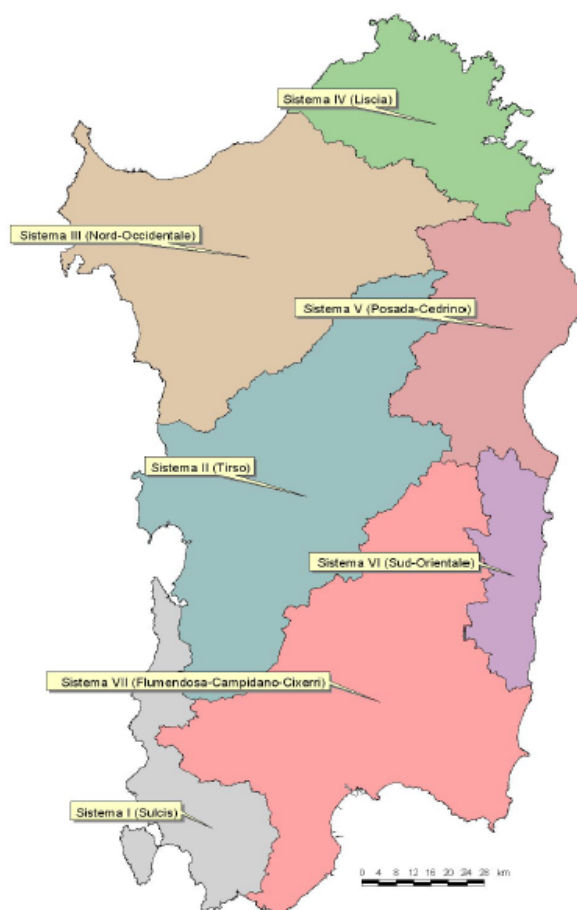 Sistema IV (Liscia)
Sistema III (Nord-Occidentale)
Sistema V (Posada-Cedrino)
Sistema II (Tirso)
Sistema VI (Sud-Orientale)
Sistema VII (Flumendosa-Campidano-Cixerri)
Sistema I (Sulcis)
0 4 8 12 16 20 24 28 km